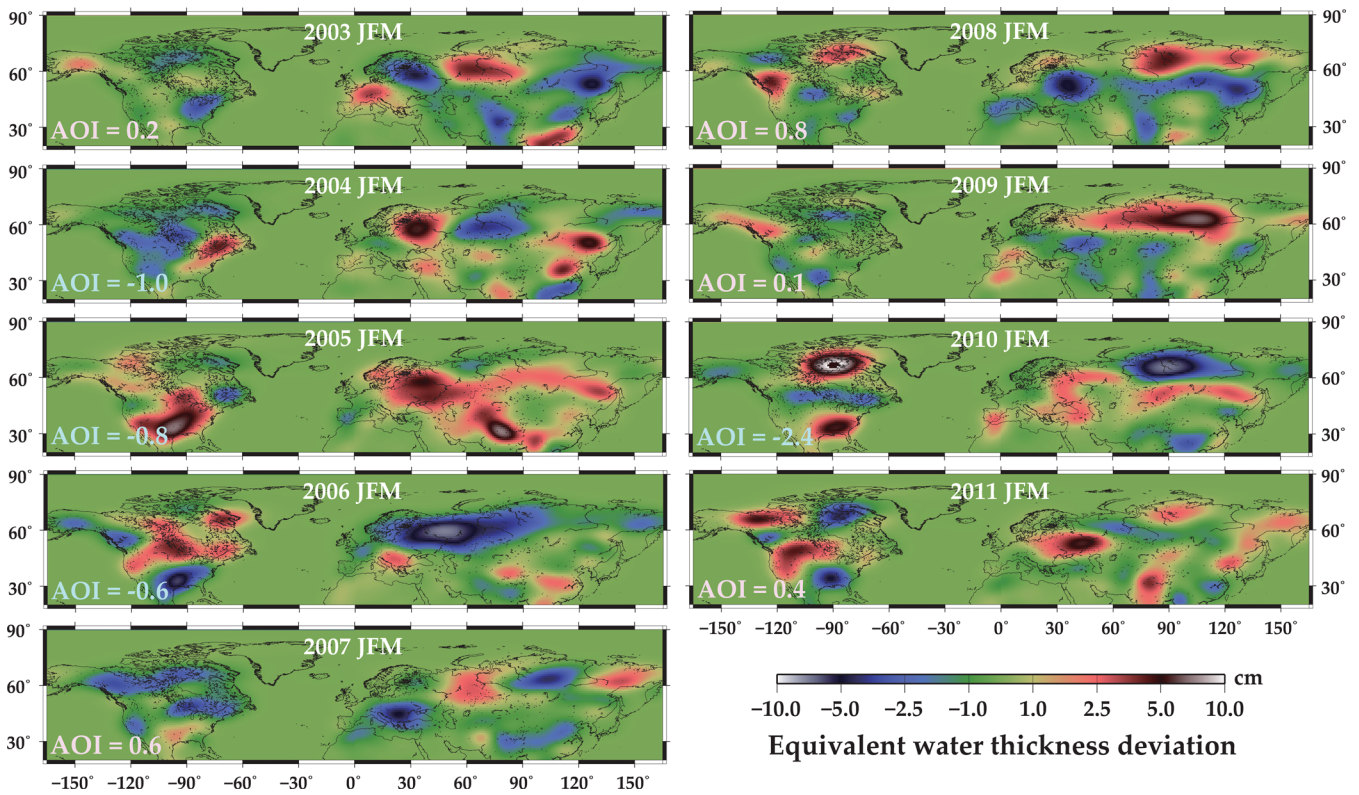 90°
60°
30°
2003 JFM
AOI = 0.2
2008 JFM
AOI = 0.8
90°
60°
30°
90°
60°
30°
2004 JFM
AOI = -1.0
2009 JFM
AOI = 0.1
90°
60°
30°
90°
60°
30°
2005 JFM
AOI = -0.8
2010 JFM
AOI = -2.4
90°
60°
30°
90°
60°
30°
2006 JFM
AOI = -0.6
2011 JFM
AOI = 0.4
90°
60°
30°
−150° −120° −90° −60° −30° 0° 30° 60° 90° 120° 150°
90°
60°
30°
2007 JFM
AOI = 0.6
−150° −120° −90° −60° −30° 0° 30° 60° 90° 120° 150°
cm
−10.0 −5.0 −2.5 −1.0 1.0 2.5 5.0 10.0
Equivalent water thickness deviation